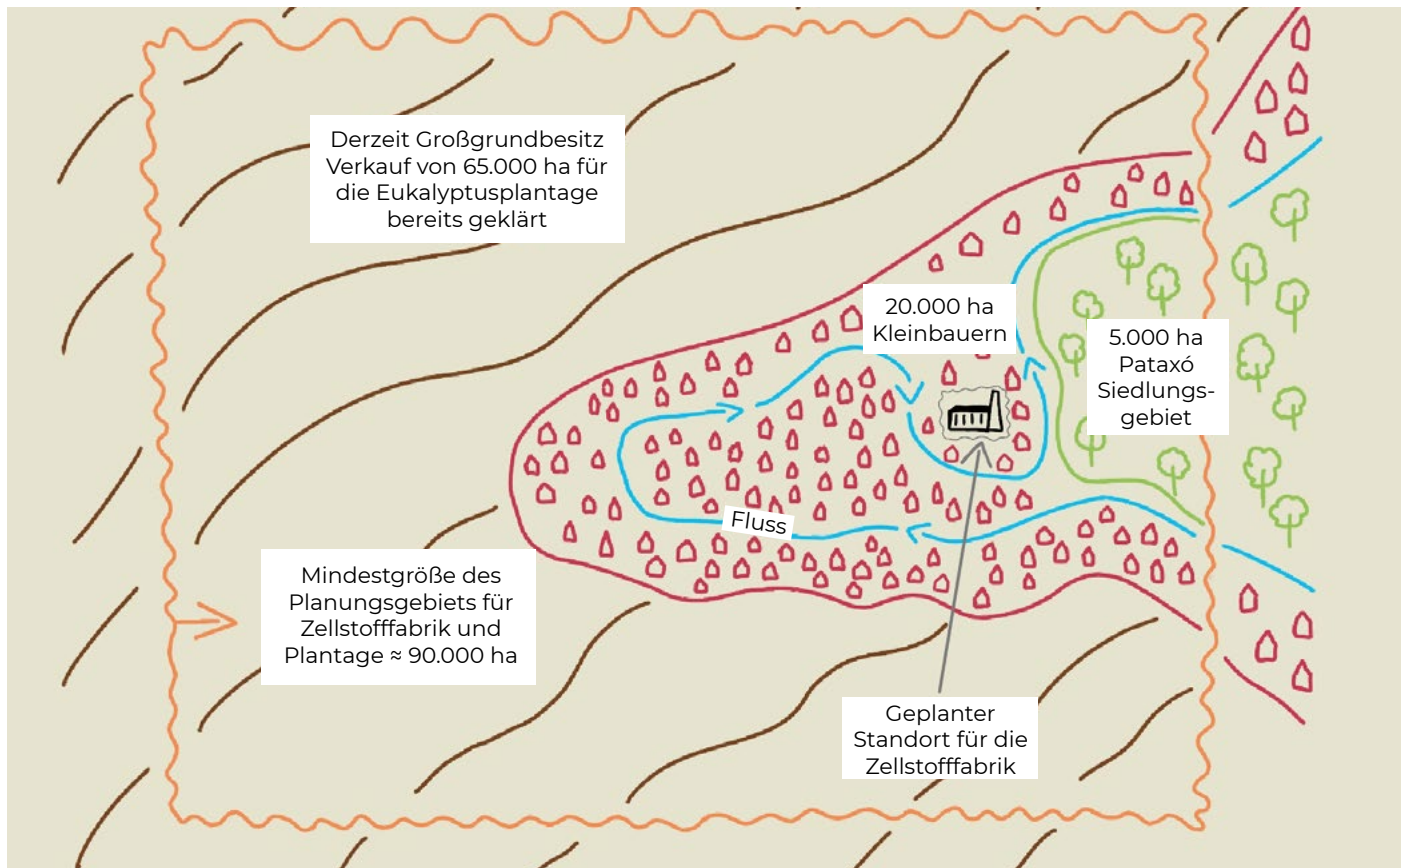 Derzeit Großgrundbesitz
Verkauf von 65.000 ha für
die Eukalyptusplantage
bereits geklärt
20.000 ha
Kleinbauern
5.000 ha
Pataxó
Siedlungs-
gebiet
Fluss
Mindestgröße des
Planungsgebiets für
Zellstofffabrik und
Plantage ≈ 90.000 ha
Geplanter
Standort für die
Zellstofffabrik